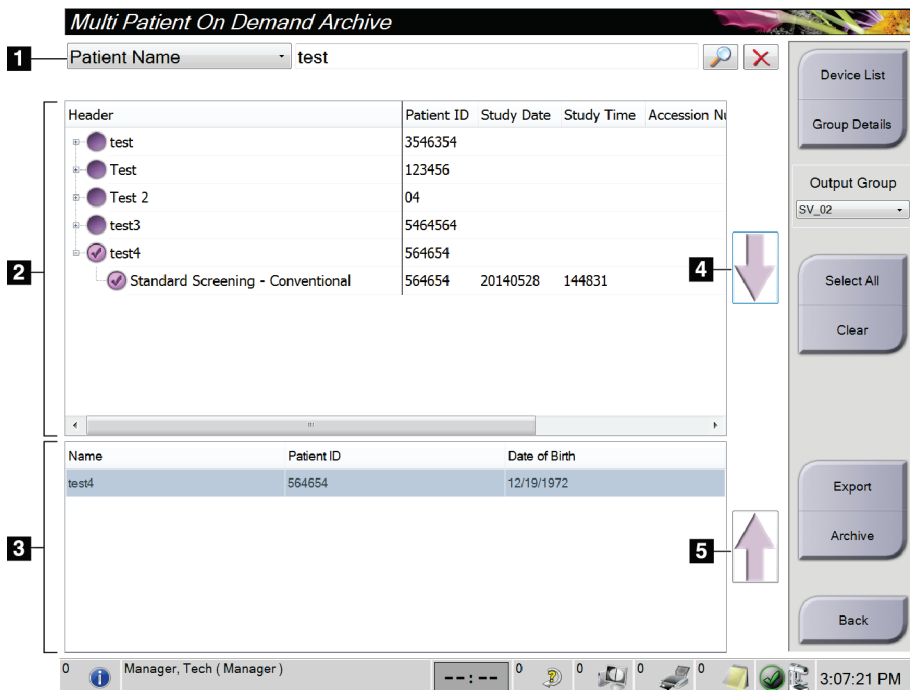 Multi Patient On Demand Archive
1
Patient Name
test
Device List
Group Details
Output Group
SV_02
Select All
Clear
Export
Archive
Back
2
Header Patient ID Study Date Study Time Accession Nu
test 3546354
Test 123456
Test 2 04
test3 5464564
test4 564654
Standard Screening - Conventional 564654 20140528 144831
4
3
Name Patient ID Date of Birth
test4 564654 12/19/1972
5
0 Manager, Tech ( Manager ) --:-- 0 0 0 0 3:07:21 PM